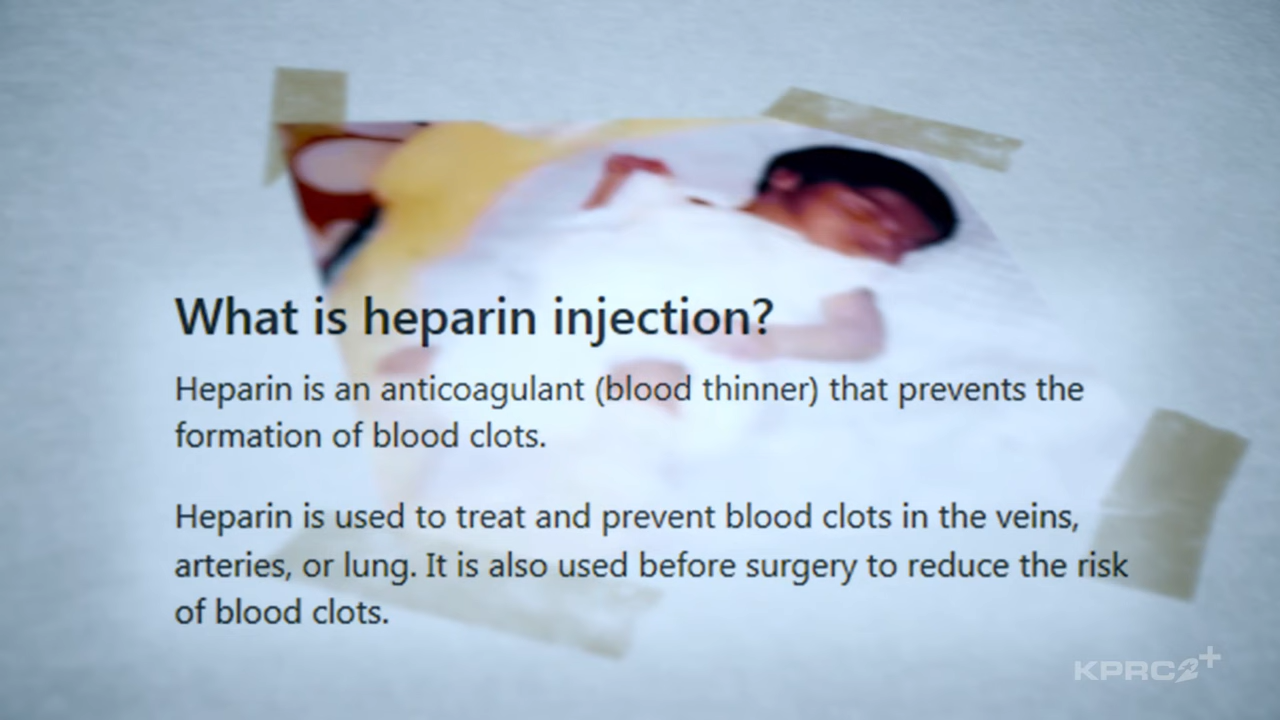 What is heparin injection?
Heparin is an anticoagulant (blood thinner) that prevents the
formation of blood clots.
Heparin is used to treat and prevent blood clots in the veins,
arteries, or lung. It is also used before surgery to reduce the risk
of blood clots.
KPRC2+